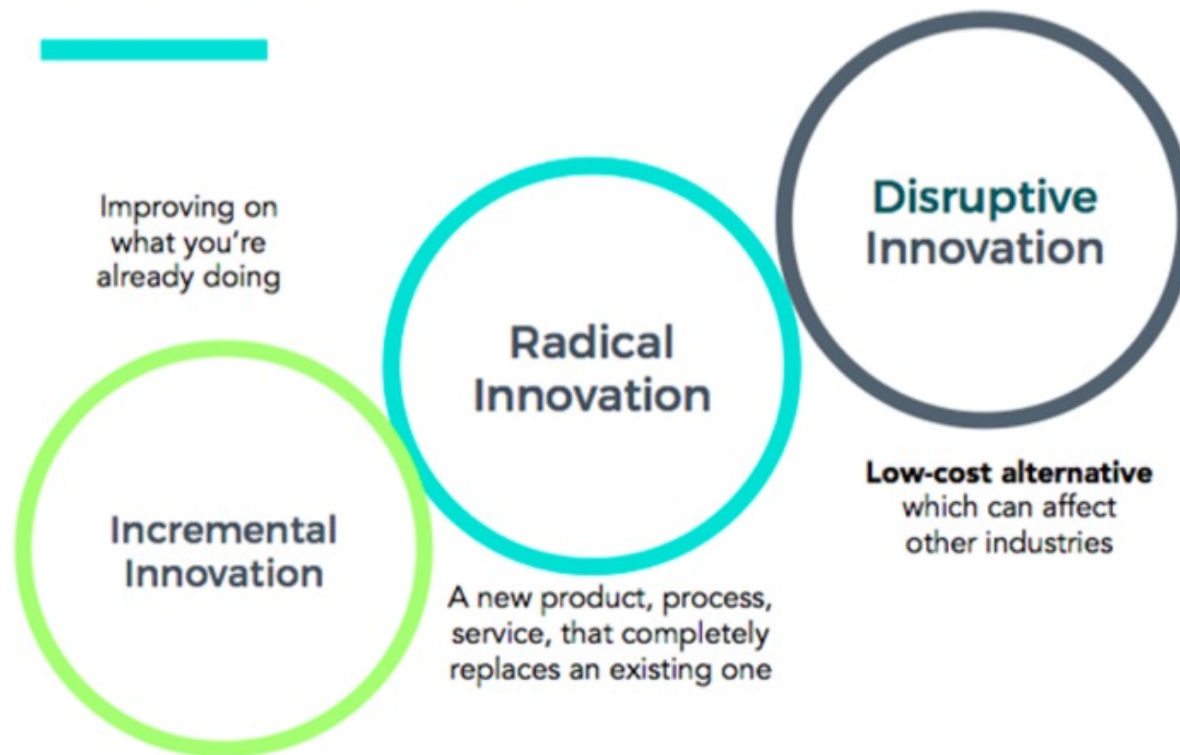 Improving on
what you're
already doing
Incremental
Innovation
Radical
Innovation
A new product, process,
service, that completely
replaces an existing one
Disruptive
Innovation
Low-cost alternative
which can affect
other industries